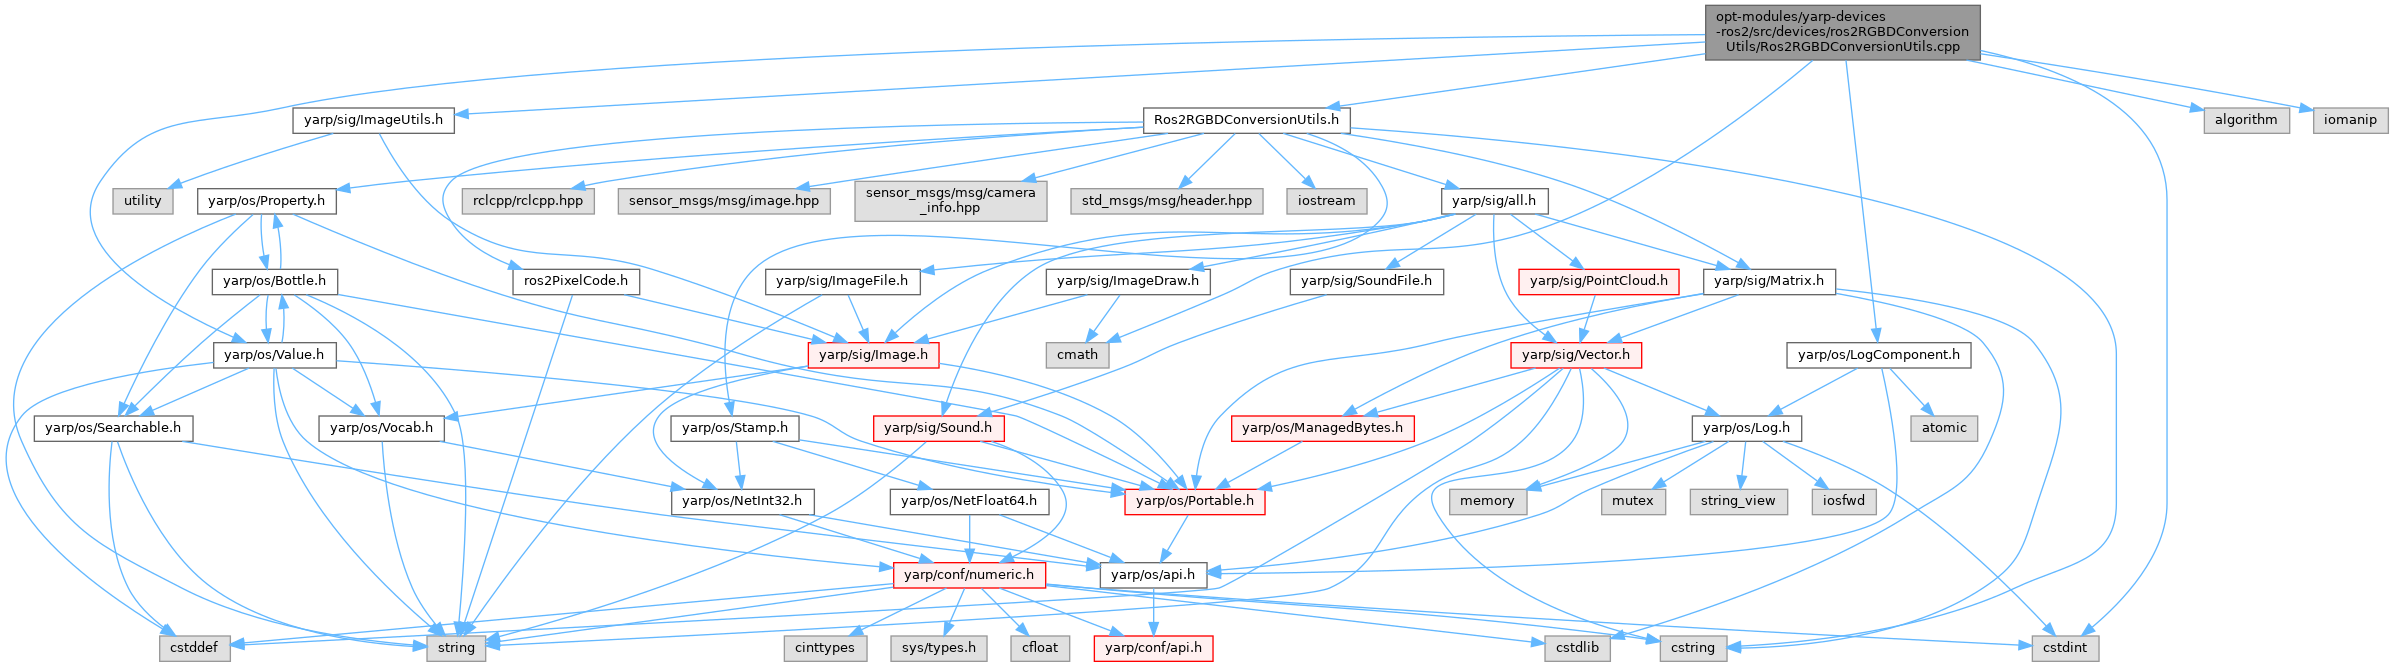 opt-modules/yarp-devices
-ros2/src/devices/ros2RGBDConversion
Utils/Ros2RGBDConversionUtils.cpp
yarp/sig/ImageUtils.h
Ros2RGBDConversionUtils.h
algorithm
iomanip
utility
yarp/os/Property.h
rclcpp/rclcpp.hpp
sensor_msgs/msg/image.hpp
sensor_msgs/msg/camera
_info.hpp
std_msgs/msg/header.hpp
iostream
yarp/sig/all.h
yarp/os/Bottle.h
ros2PixelCode.h
yarp/sig/ImageFile.h
yarp/sig/ImageDraw.h
yarp/sig/SoundFile.h
yarp/sig/PointCloud.h
yarp/sig/Matrix.h
yarp/os/Value.h
yarp/sig/Image.h
cmath
yarp/sig/Vector.h
yarp/os/LogComponent.h
yarp/os/Searchable.h
yarp/os/Vocab.h
yarp/os/Stamp.h
yarp/sig/Sound.h
yarp/os/ManagedBytes.h
yarp/os/Log.h
atomic
yarp/os/NetInt32.h
yarp/os/NetFloat64.h
yarp/os/Portable.h
memory
mutex
string_view
iosfwd
yarp/conf/numeric.h
yarp/os/api.h
cstddef
string
cinttypes
sys/types.h
cfloat
yarp/conf/api.h
cstdlib
cstring
cstdint